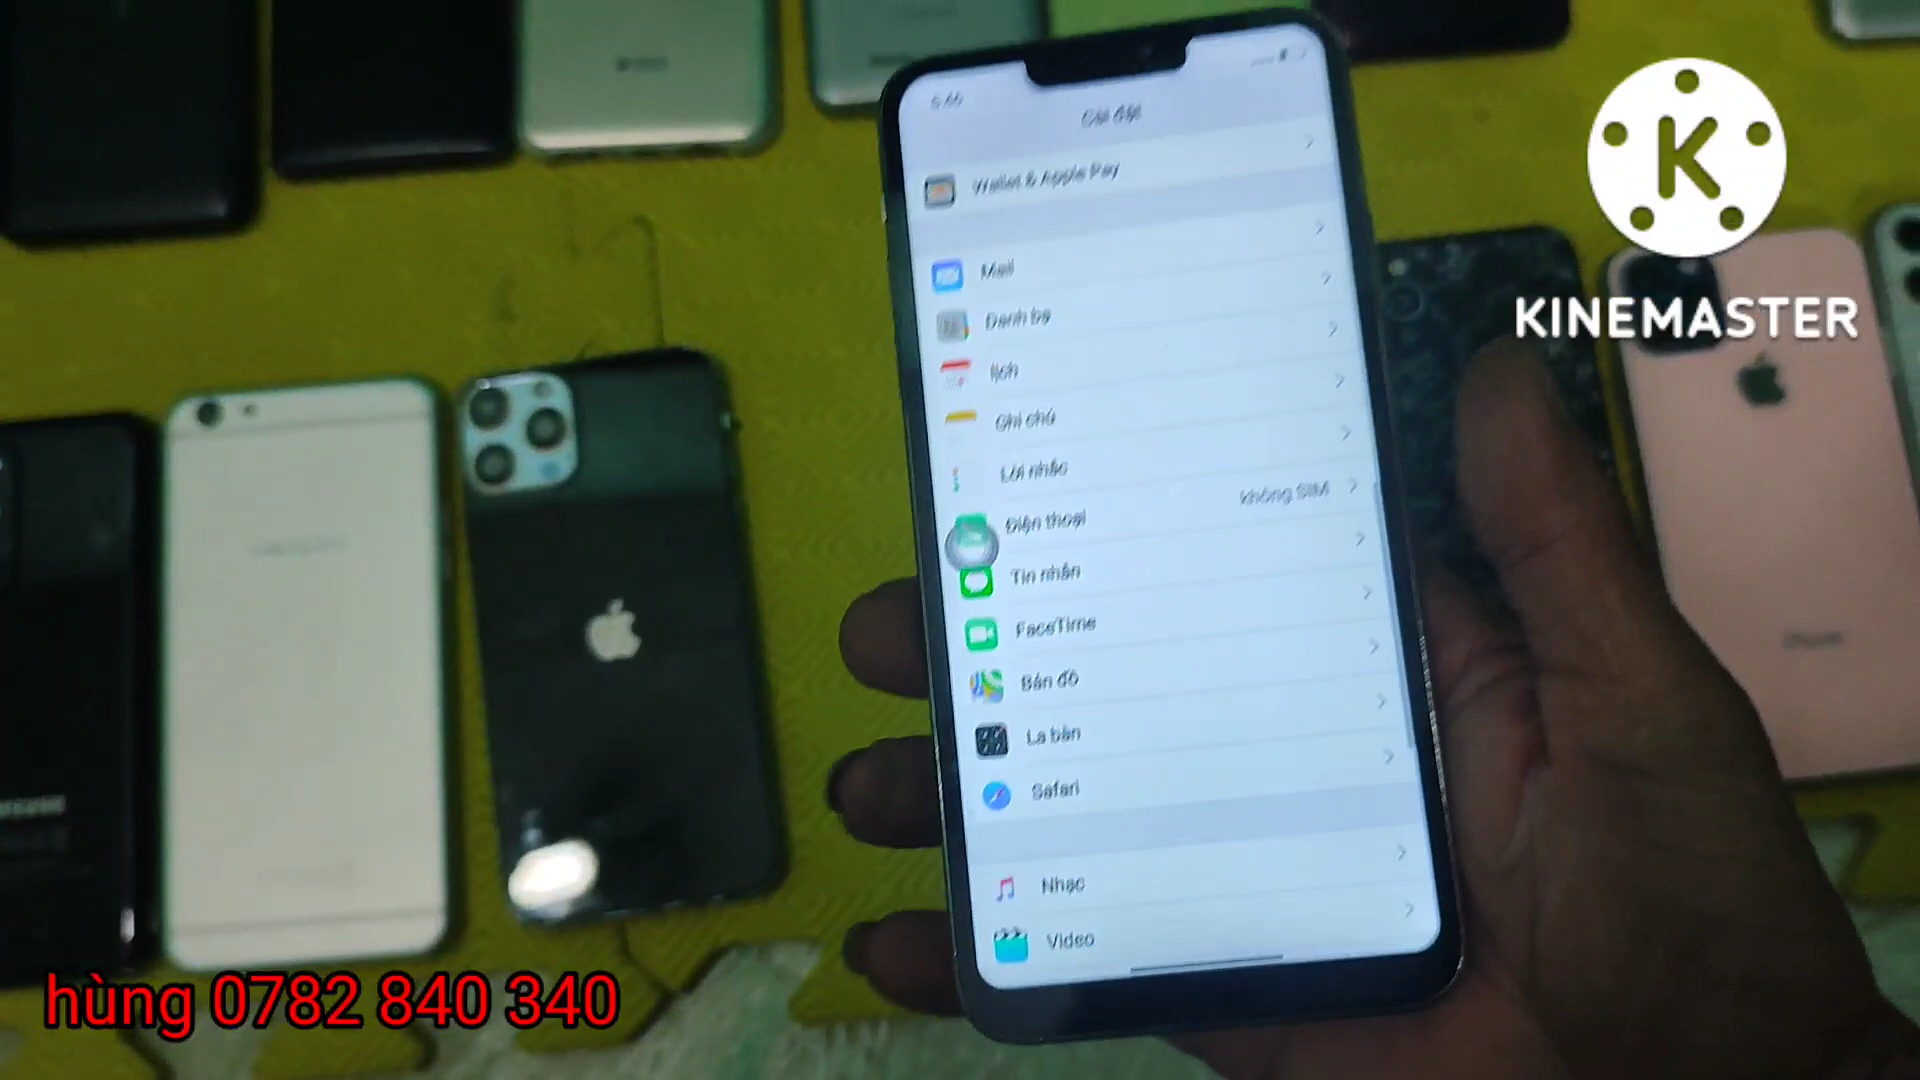 Cài đặt
Wallet & Apple Pay
Mail
Danh bạ
lịch
Ghi chú
Lời nhắc
Điện thoại
không SIM
Tin nhắn
FaceTime
Bản đồ
La bàn
Safari
Nhạc
Video
K
KINEMASTER
iPhone
hùng 0782 840 340